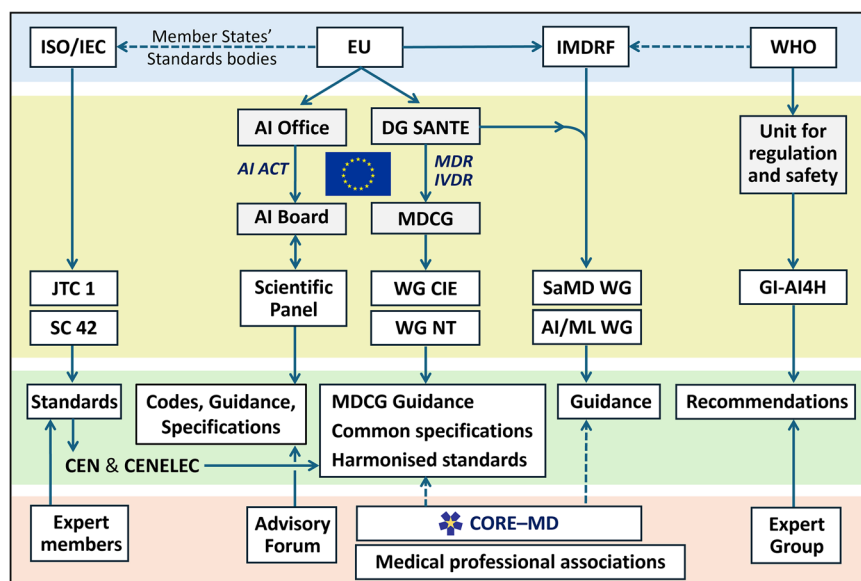 ISO/IEC
Member States’
Standards bodies
EU
IMDRF
WHO
AI Office
DG SANTE
Unit for
regulation
and safety
AI ACT
MDR
IVDR
AI Board
MDCG
JTC 1
SC 42
Scientific
Panel
WG CIE
WG NT
SaMD WG
AI/ML WG
GI-AI4H
Standards
Codes, Guidance,
Specifications
MDCG Guidance
Common specifications
Harmonised standards
Guidance
Recommendations
CEN & CENELEC
Expert
members
Advisory
Forum
CORE–MD
Medical professional associations
Expert
Group